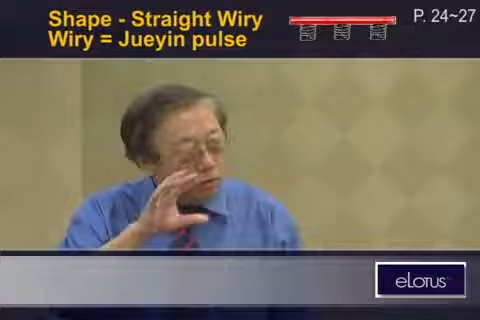 Shape - Straight Wiry
Wiry = Jueyin pulse
P. 24~27
eLOTUS